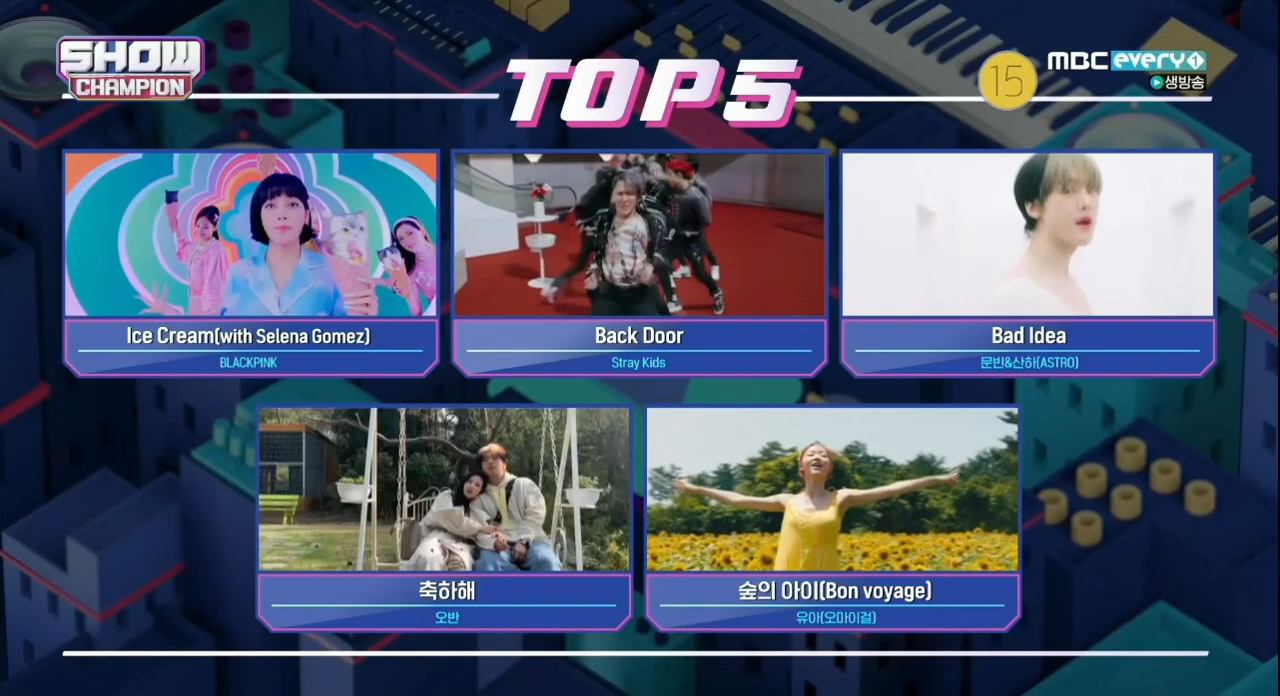 SHOW
CHAMPION
TOP5
15
MBC every1
생방송
Ice Cream(with Selena Gomez)
BLACKPINK
Back Door
Stray Kids
Bad Idea
문빈&산하(ASTRO)
축하해
오반
숲의 아이(Bon voyage)
유아(오마이걸)